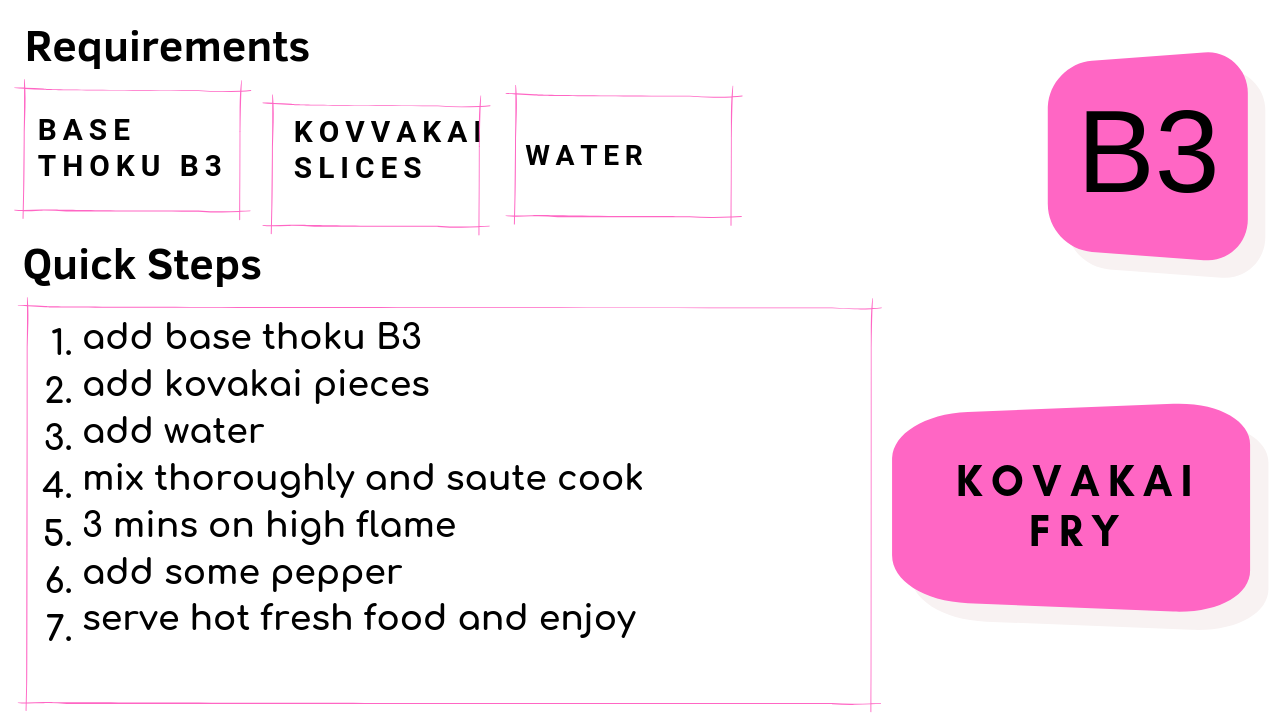 Requirements
BASE
THOKU B3
KOVVAKAI
SLICES
WATER
B3
Quick Steps
1. add base thoku B3
2. add kovakai pieces
3. add water
4. mix thoroughly and saute cook
5. 3 mins on high flame
6. add some pepper
7. serve hot fresh food and enjoy
KOVAKAI
FRY